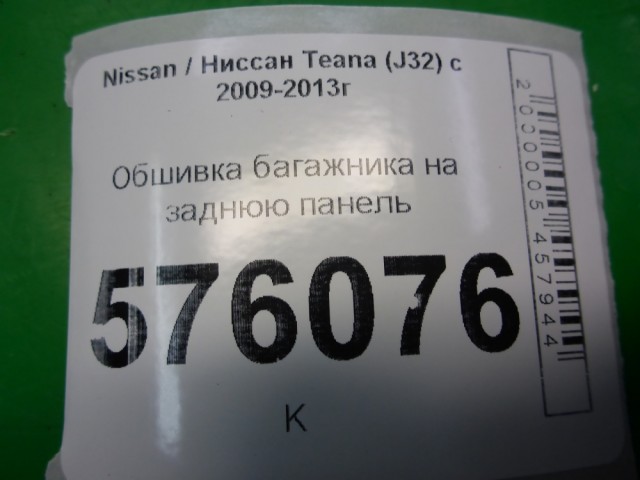 Nissan / Ниссан Teana (J32) с
2009-2013г
Обшивка багажника на
заднюю панель
576076
К
2000005457944